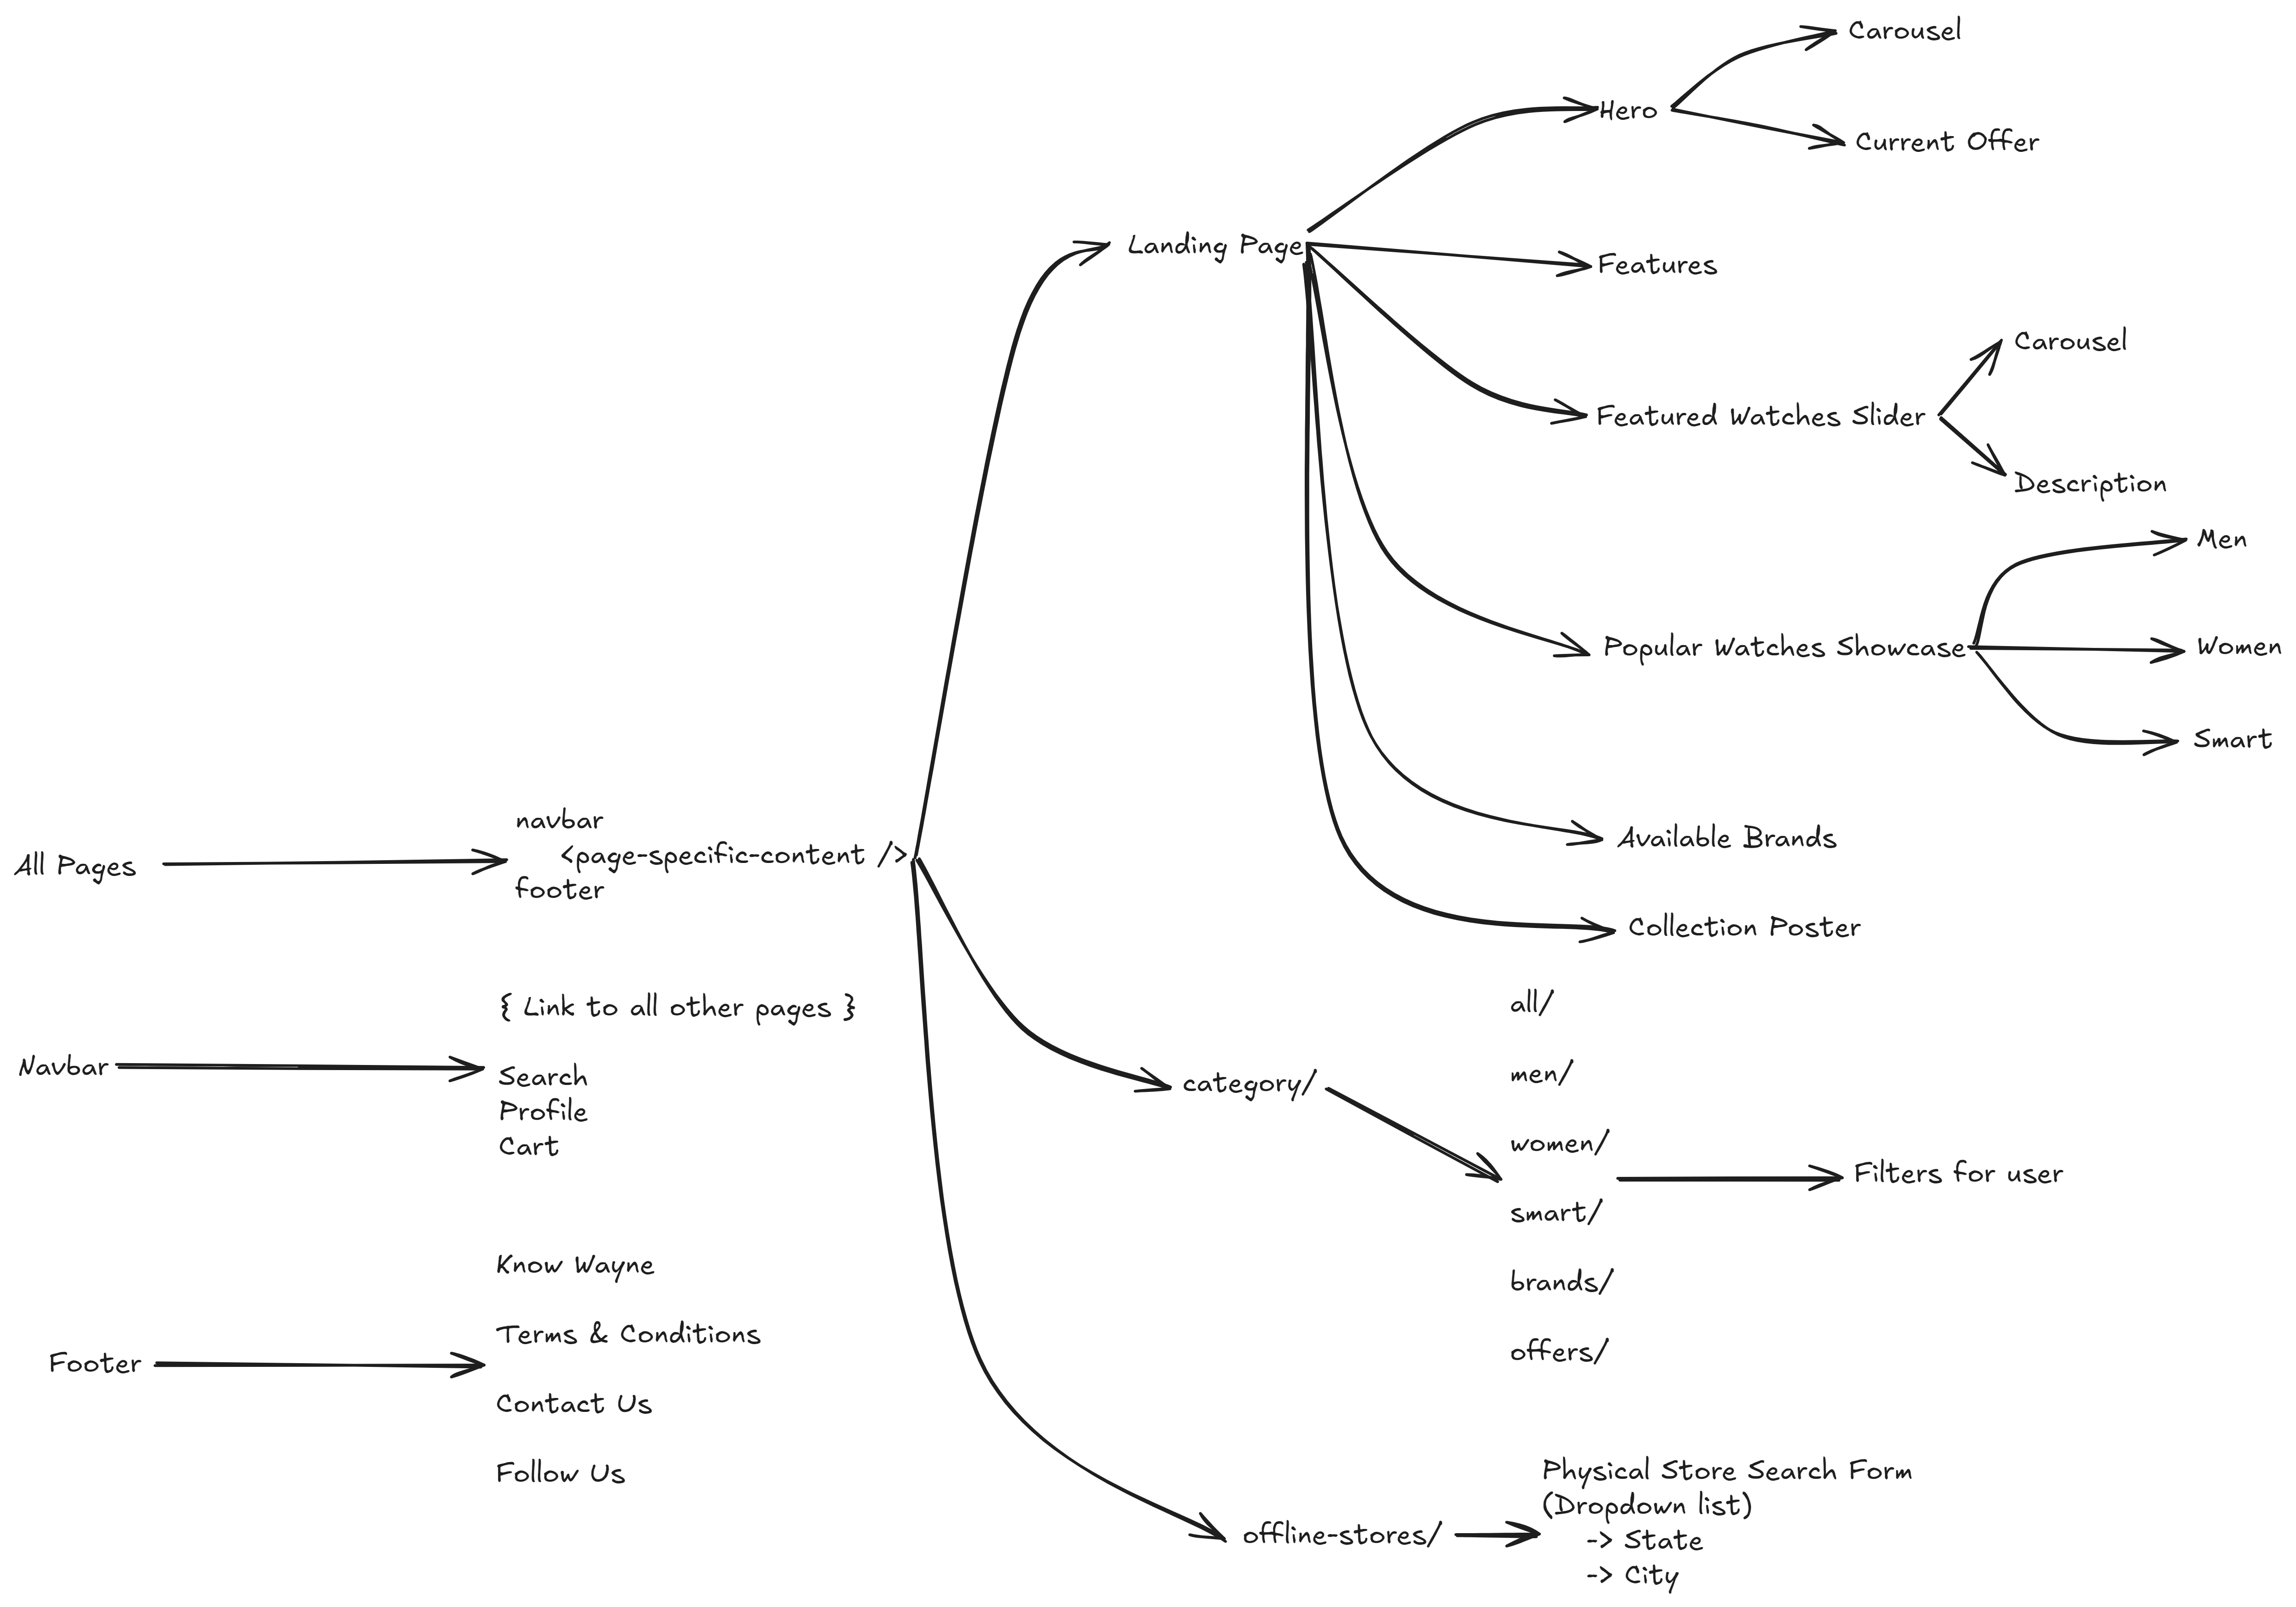 All Pages
navbar
<page-specific-content />
footer
Navbar
{ Link to all other pages }
Search
Profile
Cart
Footer
Know Wayne
Terms & Conditions
Contact Us
Follow Us
Landing Page
Hero
Carousel
Current Offer
Features
Featured Watches Slider
Carousel
Description
Popular Watches Showcase
Men
Women
Smart
Available Brands
Collection Poster
category/
all/
men/
women/
smart/
brands/
offers/
Filters for user
offline-stores/
Physical Store Search Form
(Dropdown list)
-> State
-> City